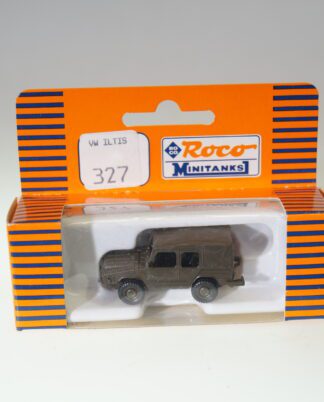 VW ILTIS
327
RO
CO
Roco
MINITANKS